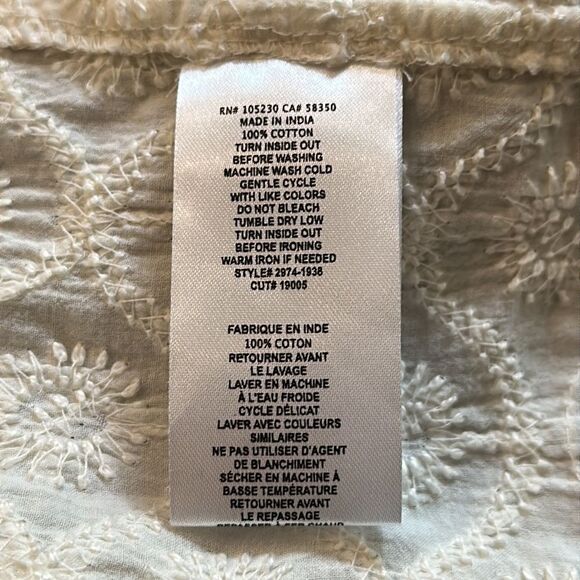 RN# 105230 CA# 58350
MADE IN INDIA
100% COTTON
TURN INSIDE OUT
BEFORE WASHING
MACHINE WASH COLD
GENTLE CYCLE
WITH LIKE COLORS
DO NOT BLEACH
TUMBLE DRY LOW
TURN INSIDE OUT
BEFORE IRONING
WARM IRON IF NEEDED
STYLE# 2974-1938
CUT# 19005
FABRIQUE EN INDE
100% COTON
RETOURNER AVANT
LE LAVAGE
LAVER EN MACHINE
À L'EAU FROIDE
CYCLE DÉLICAT
LAVER AVEC COULEURS
SIMILAIRES
NE PAS UTILISER D'AGENT
DE BLANCHIMENT
SÉCHER EN MACHINE À
BASSE TEMPÉRATURE
RETOURNER AVANT
LE REPASSAGE